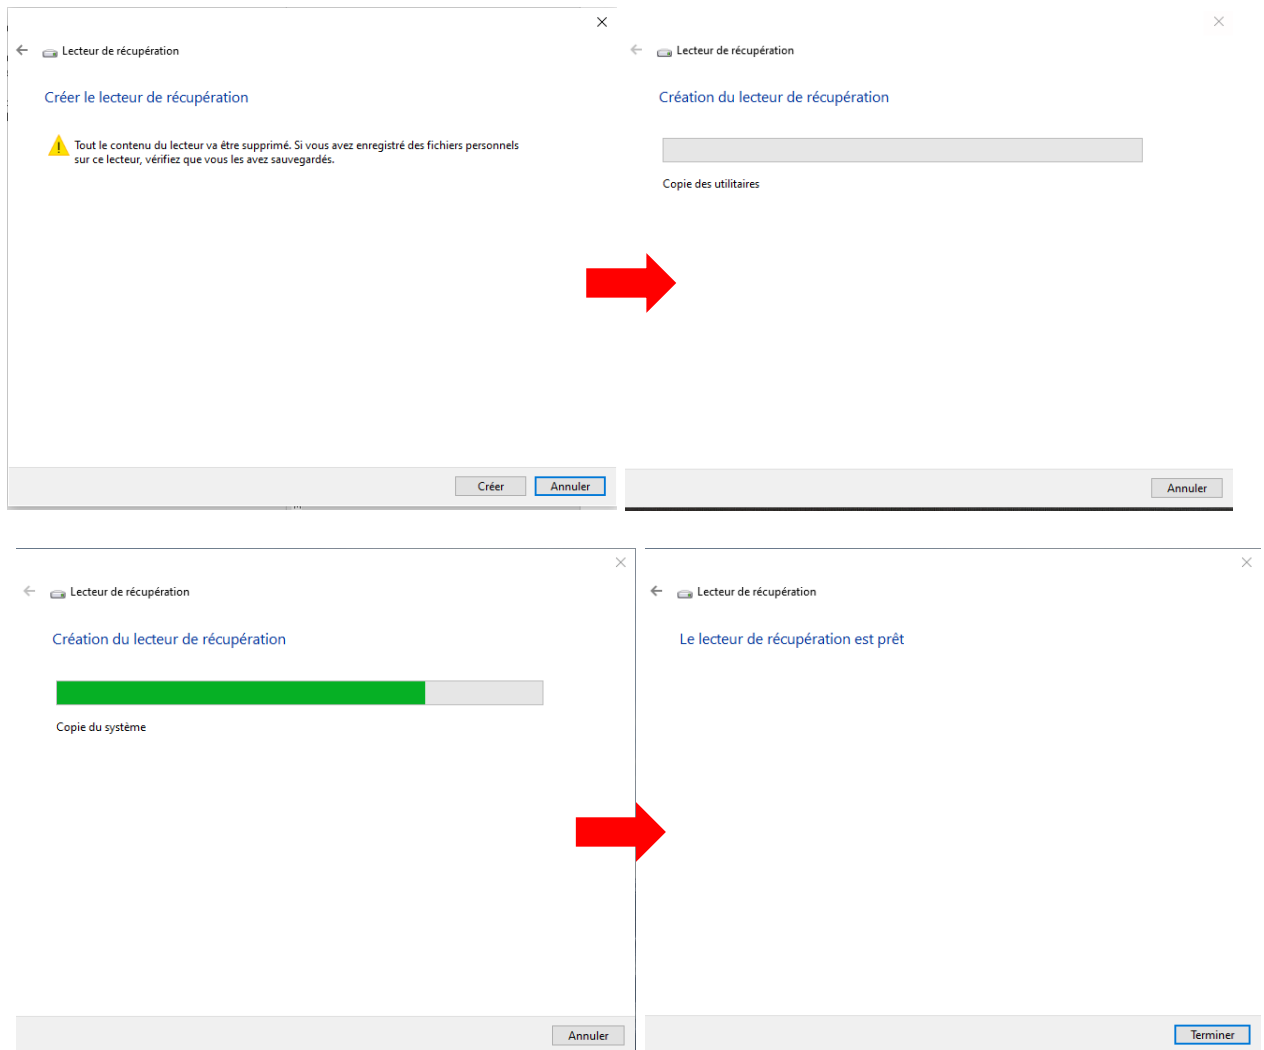 Lecteur de récupération
Créer le lecteur de récupération
Tout le contenu du lecteur va être supprimé. Si vous avez enregistré des fichiers personnels
sur ce lecteur, vérifiez que vous les avez sauvegardés.
Créer
Annuler
Lecteur de récupération
Création du lecteur de récupération
Copie des utilitaires
Annuler
Lecteur de récupération
Création du lecteur de récupération
Copie du système
Annuler
Lecteur de récupération
Le lecteur de récupération est prêt
Terminer